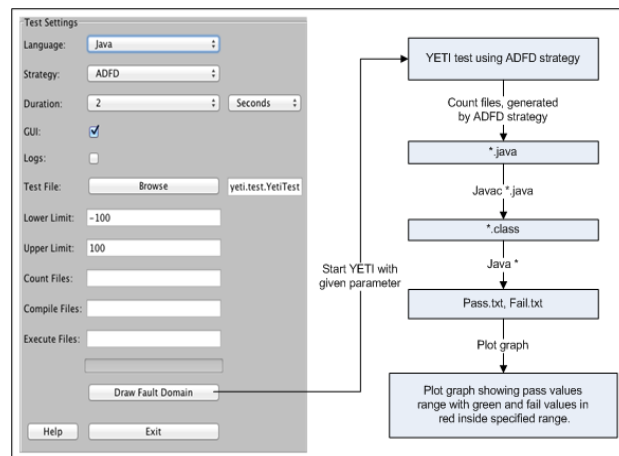 Test Settings
Language: Java
Strategy: ADFD
Duration: 2 Seconds
GUI:
Logs:
Test File: Browse yeti.test.YetiTest
Lower Limit: -100
Upper Limit: 100
Count Files:
Compile Files:
Execute Files:
Draw Fault Domain
Help Exit
Start YETI with
given parameter
YETI test using ADFD strategy
Count files, generated
by ADFD strategy
*.java
Javac *.java
*.class
Java *
Pass.txt, Fail.txt
Plot graph
Plot graph showing pass values
range with green and fail values in
red inside specified range.